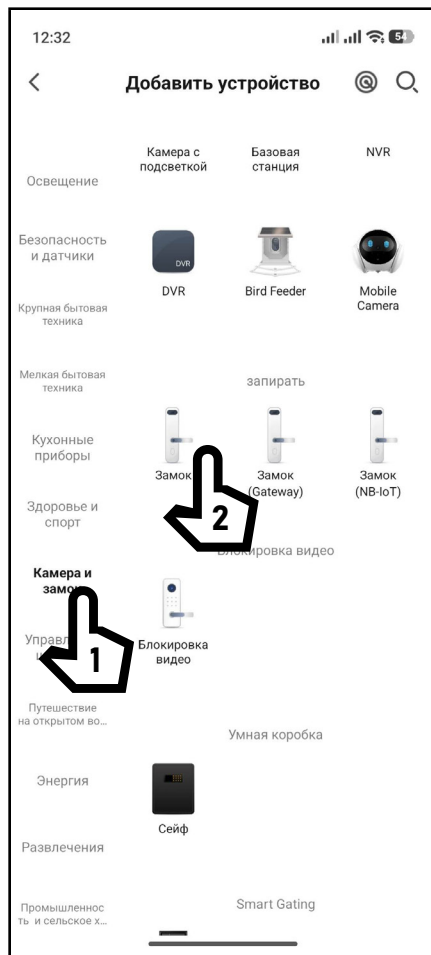 12:32
54
Добавить устройство
Камера с
подсветкой
Базовая
станция
NVR
Освещение
Безопасность
и датчики
DVR
DVR
Bird Feeder
Mobile
Camera
Крупная бытовая
техника
Мелкая бытовая
техника
запирать
Кухонные
приборы
Замок
Замок
(Gateway)
Замок
(NB-IoT)
2
Здоровье и
спорт
Блокировка видео
Камера и
1
Блокировка
видео
Путешествие
на открытом во...
Умная коробка
Энергия
Сейф
Развлечения
Промышленнос
ть и сельское х...
Smart Gating